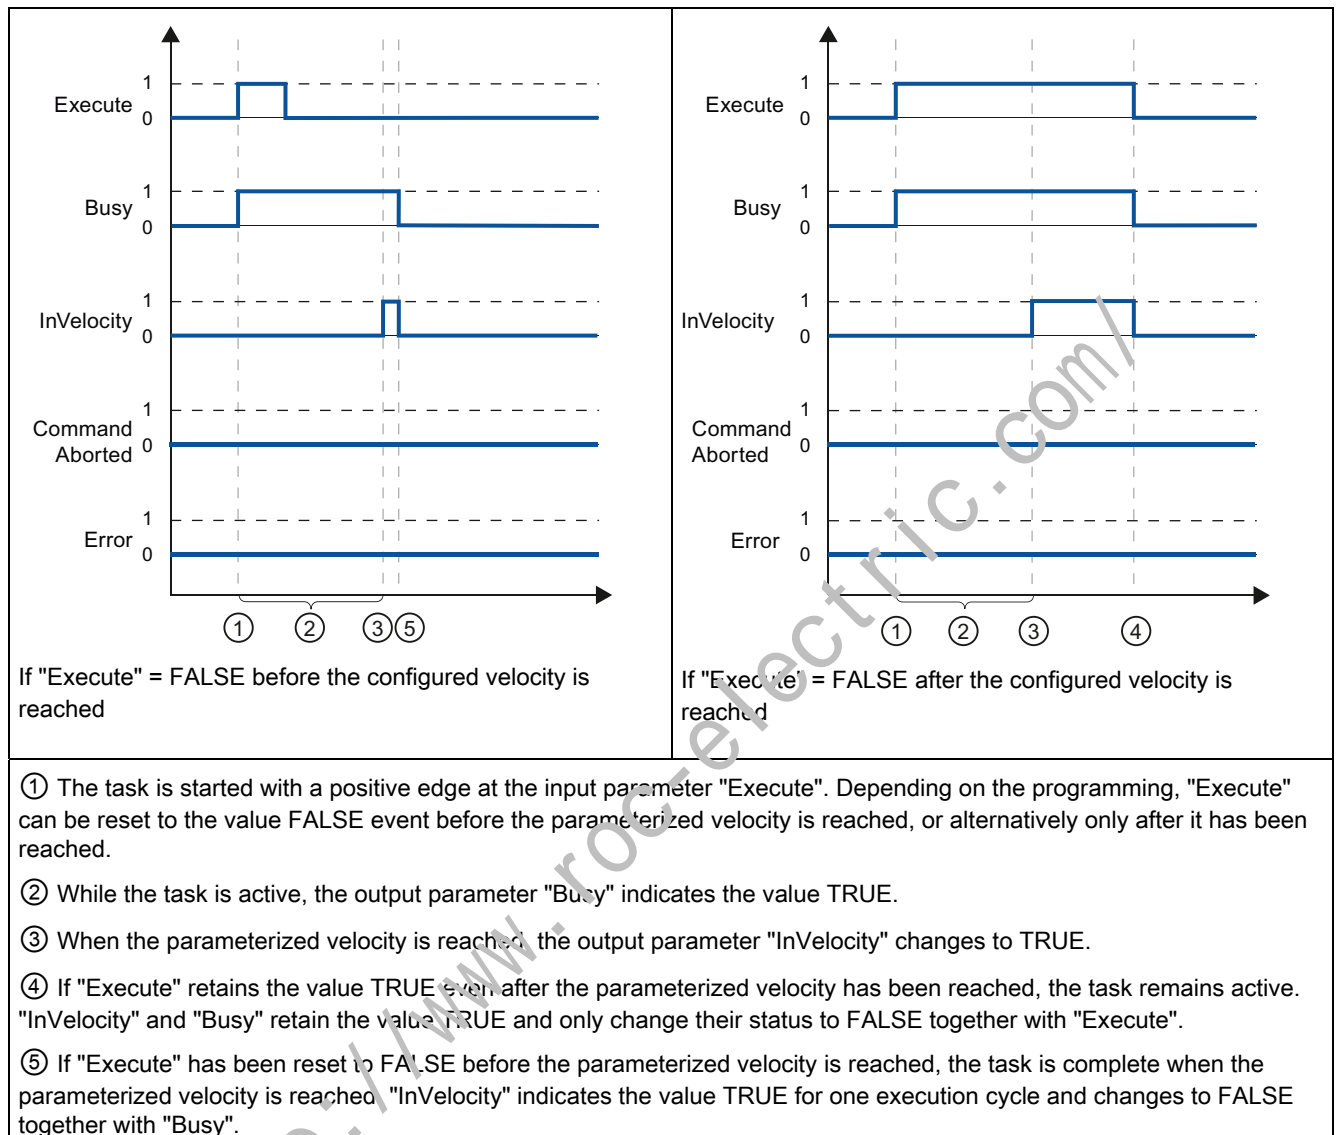 1
Execute
0
1
Busy
0
1
InVelocity
0
1
Command
Aborted
0
1
Error
0
① ② ③ ⑤
If "Execute" = FALSE before the configured velocity is
reached
1
Execute
0
1
Busy
0
1
InVelocity
0
1
Command
Aborted
0
1
Error
0
① ② ③ ④
If "Execute" = FALSE after the configured velocity is
reached
① The task is started with a positive edge at the input parameter "Execute". Depending on the programming, "Execute"
can be reset to the value FALSE event before the parameterized velocity is reached, or alternatively only after it has been
reached.
② While the task is active, the output parameter "Busy" indicates the value TRUE.
③ When the parameterized velocity is reached, the output parameter "InVelocity" changes to TRUE.
④ If "Execute" retains the value TRUE even after the parameterized velocity has been reached, the task remains active.
"InVelocity" and "Busy" retain the value TRUE and only change their status to FALSE together with "Execute".
⑤ If "Execute" has been reset to FALSE before the parameterized velocity is reached, the task is complete when the
parameterized velocity is reached. "InVelocity" indicates the value TRUE for one execution cycle and changes to FALSE
together with "Busy".
://www.roc-electric.com/